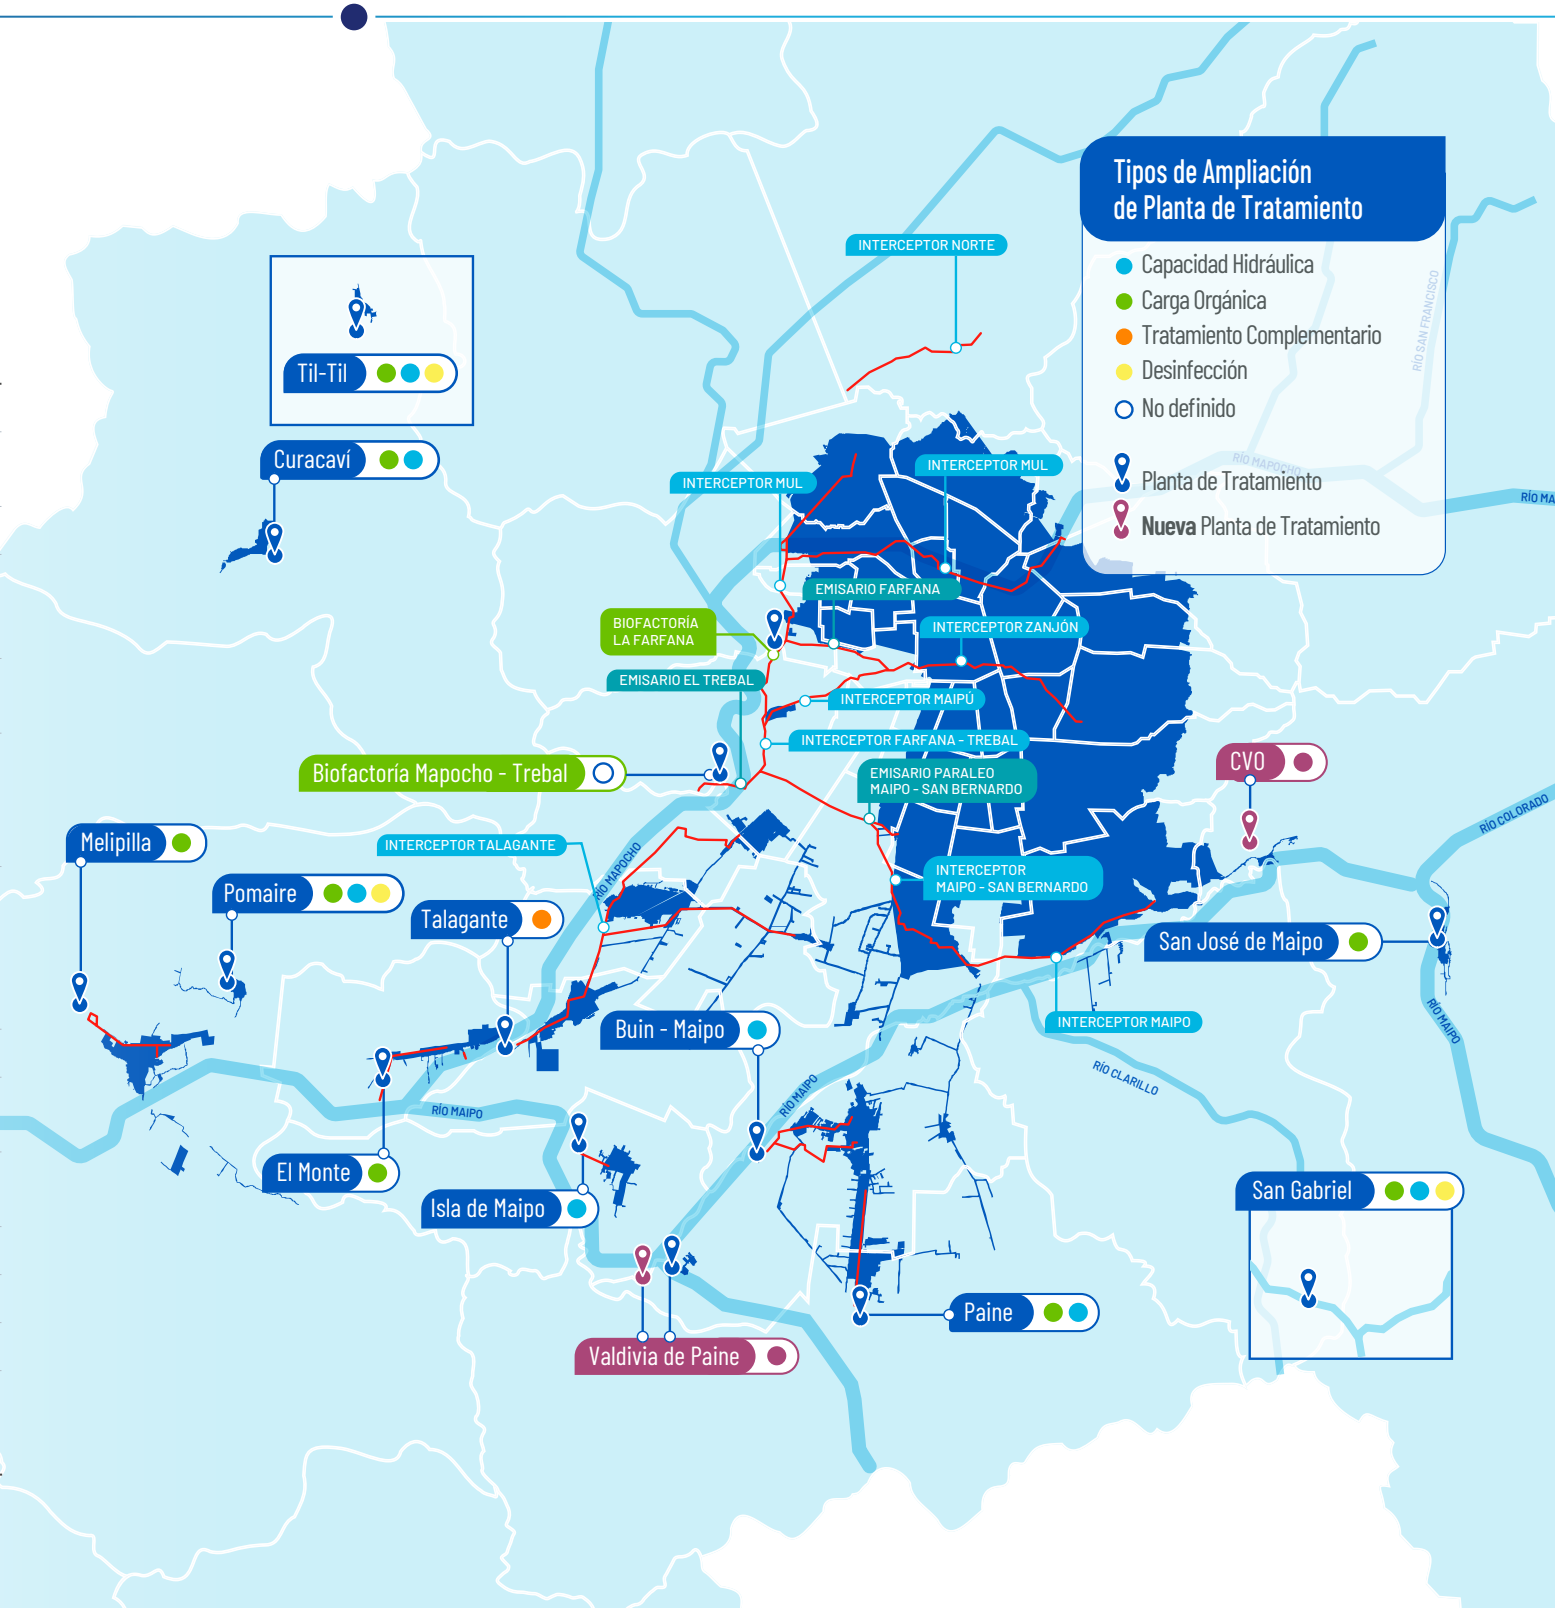 Tipos de Ampliación
de Planta de Tratamiento
Capacidad Hidráulica
Carga Orgánica
Tratamiento Complementario
Desinfección
No definido
Planta de Tratamiento
Nueva Planta de Tratamiento
RÍO SAN FRANCISCO
RÍO MAPOCHO
RÍO MA
INTERCEPTOR NORTE
Til-Til
Curacaví
INTERCEPTOR MUL
INTERCEPTOR MUL
EMISARIO FARFANA
BIOFACTORÍA
LA FARFANA
INTERCEPTOR ZANJÓN
EMISARIO EL TREBAL
INTERCEPTOR MAIPÚ
INTERCEPTOR FARFANA - TREBAL
Biofactoría Mapocho - Trebal
EMISARIO PARALEO
MAIPO - SAN BERNARDO
CVO
RÍO COLORADO
Melipilla
INTERCEPTOR TALAGANTE
RÍO MAPOCHO
INTERCEPTOR
MAIPO - SAN BERNARDO
Pomaire
Talagante
San José de Maipo
Buin - Maipo
INTERCEPTOR MAIPO
RÍO MAIPO
RÍO CLARILLO
RÍO MAIPO
RÍO MAIPO
El Monte
Isla de Maipo
San Gabriel
Paine
Valdivia de Paine